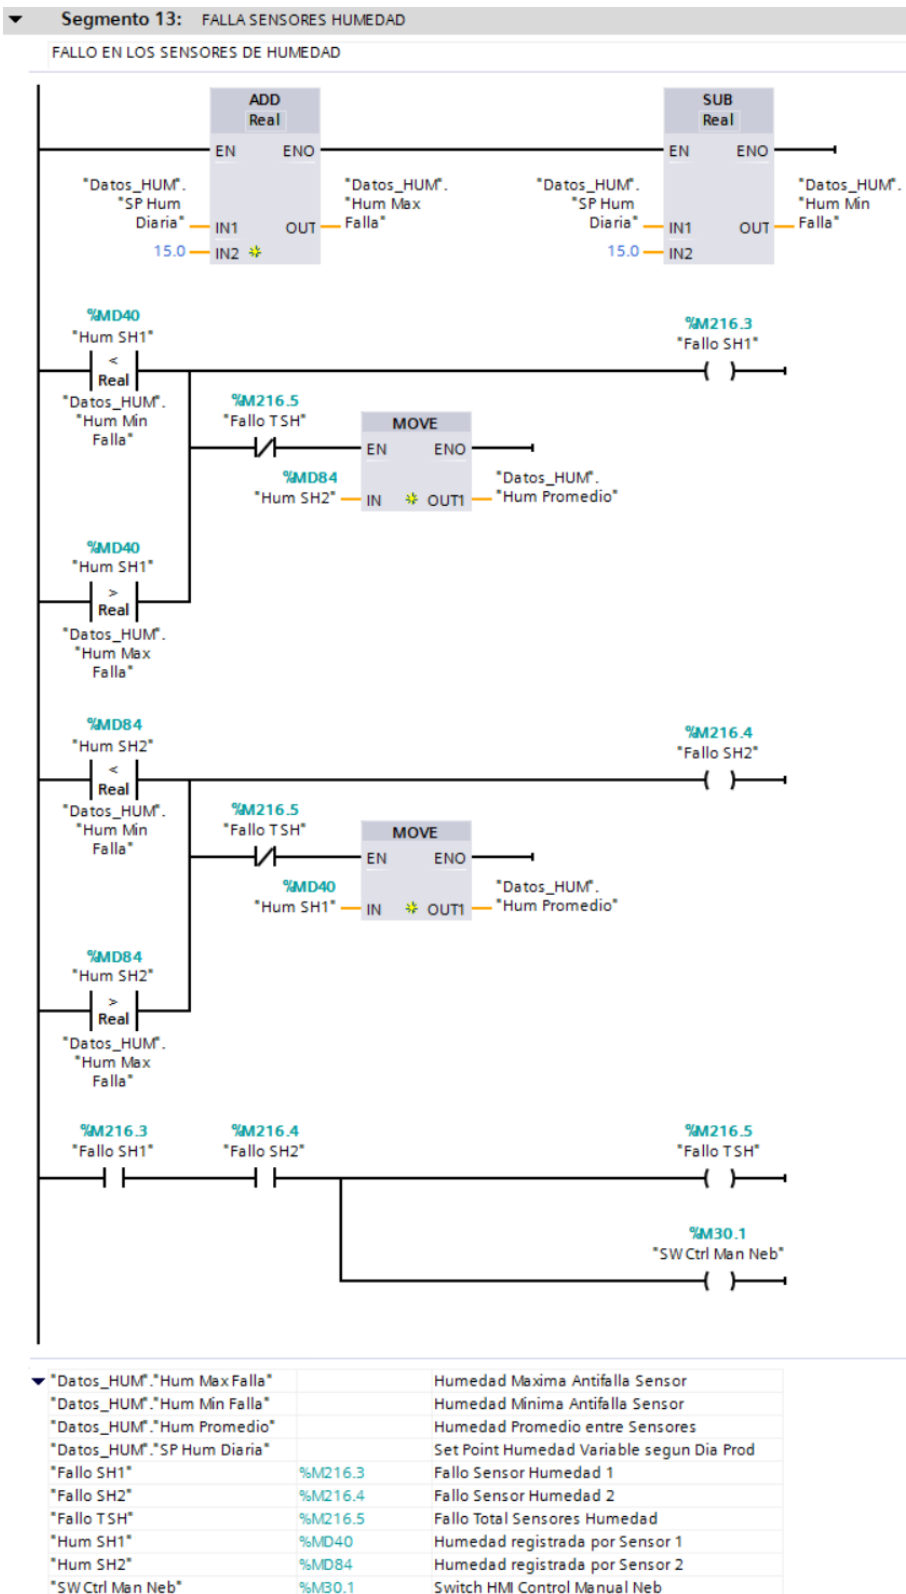 Segmento 13: FALLA SENSORES HUMEDAD
FALLO EN LOS SENSORES DE HUMEDAD
ADD
Real
EN ENO
"Datos_HUM".
"SP Hum
Diaria"
IN1
15.0
IN2
OUT
"Datos_HUM".
"Hum Max
Falla"
SUB
Real
EN ENO
"Datos_HUM".
"SP Hum
Diaria"
IN1
15.0
IN2
OUT
"Datos_HUM".
"Hum Min
Falla"
%MD40
"Hum SH1"
<
Real
"Datos_HUM".
"Hum Min
Falla"
%M216.3
"Fallo SH1"
%M216.5
"Fallo TSH"
MOVE
EN ENO
%MD84
"Hum SH2"
IN OUT1
"Datos_HUM".
"Hum Promedio"
%MD40
"Hum SH1"
>
Real
"Datos_HUM".
"Hum Max
Falla"
%MD84
"Hum SH2"
<
Real
"Datos_HUM".
"Hum Min
Falla"
%M216.4
"Fallo SH2"
%M216.5
"Fallo TSH"
MOVE
EN ENO
%MD40
"Hum SH1"
IN OUT1
"Datos_HUM".
"Hum Promedio"
%MD84
"Hum SH2"
>
Real
"Datos_HUM".
"Hum Max
Falla"
%M216.3
"Fallo SH1"
%M216.4
"Fallo SH2"
%M216.5
"Fallo TSH"
%M30.1
"SW Ctrl Man Neb"
"Datos_HUM"."Hum Max Falla" Humedad Maxima Antifalla Sensor
"Datos_HUM"."Hum Min Falla" Humedad Minima Antifalla Sensor
"Datos_HUM"."Hum Promedio" Humedad Promedio entre Sensores
"Datos_HUM"."SP Hum Diaria" Set Point Humedad Variable segun Dia Prod
"Fallo SH1" %M216.3 Fallo Sensor Humedad 1
"Fallo SH2" %M216.4 Fallo Sensor Humedad 2
"Fallo TSH" %M216.5 Fallo Total Sensores Humedad
"Hum SH1" %MD40 Humedad registrada por Sensor 1
"Hum SH2" %MD84 Humedad registrada por Sensor 2
"SW Ctrl Man Neb" %M30.1 Switch HMI Control Manual Neb